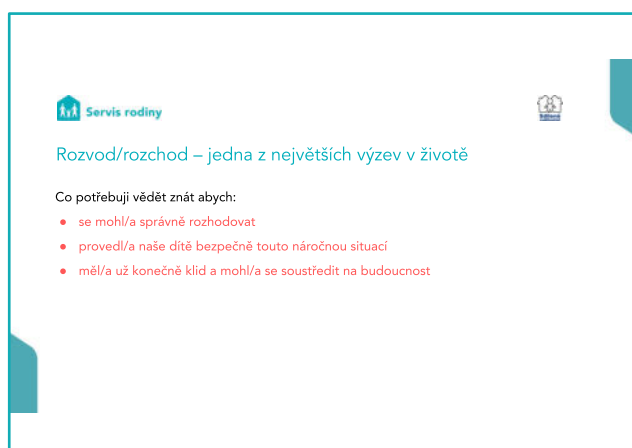 Servis rodiny
Rozvod/rozchod – jedna z největších výzev v životě
Co potřebuji vědět znát abych:
● se mohl/a správně rozhodovat
● provedl/a naše dítě bezpečně touto náročnou situací
● měl/a už konečně klid a mohl/a se soustředit na budoucnost